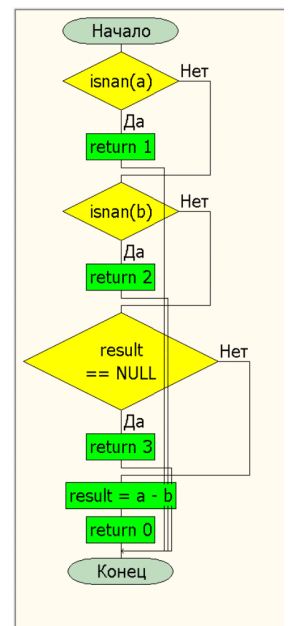 Начало
isnan(a)
Нет
Да
return 1
isnan(b)
Нет
Да
return 2
result
== NULL
Нет
Да
return 3
result = a - b
return 0
Конец